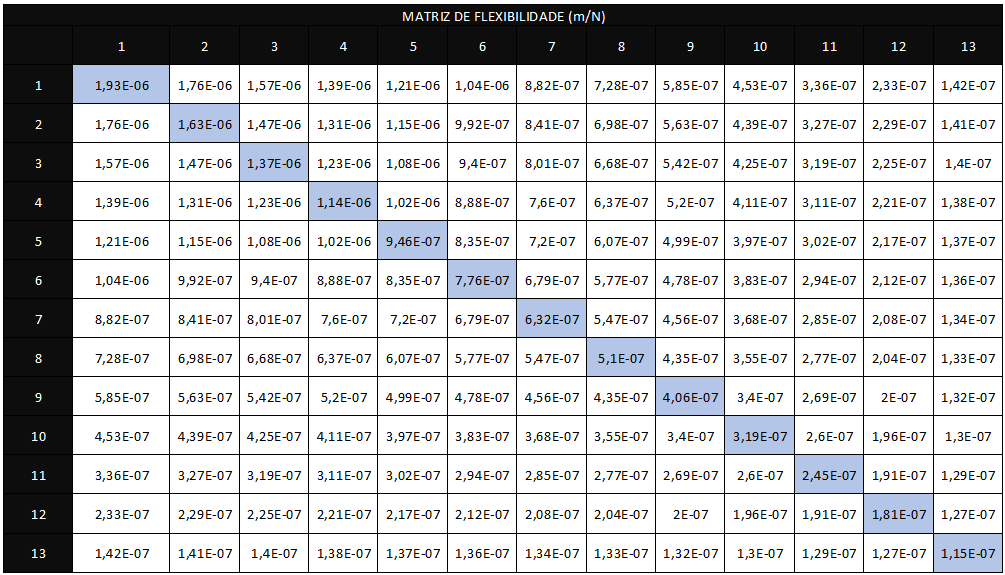 MATRIZ DE FLEXIBILIDADE (m/N)
1 2 3 4 5 6 7 8 9 10 11 12 13
1 1,93E-06 1,76E-06 1,57E-06 1,39E-06 1,21E-06 1,04E-06 8,82E-07 7,28E-07 5,85E-07 4,53E-07 3,36E-07 2,33E-07 1,42E-07
2 1,76E-06 1,63E-06 1,47E-06 1,31E-06 1,15E-06 9,92E-07 8,41E-07 6,98E-07 5,63E-07 4,39E-07 3,27E-07 2,29E-07 1,41E-07
3 1,57E-06 1,47E-06 1,37E-06 1,23E-06 1,08E-06 9,4E-07 8,01E-07 6,68E-07 5,42E-07 4,25E-07 3,19E-07 2,25E-07 1,4E-07
4 1,39E-06 1,31E-06 1,23E-06 1,14E-06 1,02E-06 8,88E-07 7,6E-07 6,37E-07 5,2E-07 4,11E-07 3,11E-07 2,21E-07 1,38E-07
5 1,21E-06 1,15E-06 1,08E-06 1,02E-06 9,46E-07 8,35E-07 7,2E-07 6,07E-07 4,99E-07 3,97E-07 3,02E-07 2,17E-07 1,37E-07
6 1,04E-06 9,92E-07 9,4E-07 8,88E-07 8,35E-07 7,76E-07 6,79E-07 5,77E-07 4,78E-07 3,83E-07 2,94E-07 2,12E-07 1,36E-07
7 8,82E-07 8,41E-07 8,01E-07 7,6E-07 7,2E-07 6,79E-07 6,32E-07 5,47E-07 4,56E-07 3,68E-07 2,85E-07 2,08E-07 1,34E-07
8 7,28E-07 6,98E-07 6,68E-07 6,37E-07 6,07E-07 5,77E-07 5,47E-07 5,1E-07 4,35E-07 3,55E-07 2,77E-07 2,04E-07 1,33E-07
9 5,85E-07 5,63E-07 5,42E-07 5,2E-07 4,99E-07 4,78E-07 4,56E-07 4,35E-07 4,06E-07 3,4E-07 2,69E-07 2E-07 1,32E-07
10 4,53E-07 4,39E-07 4,25E-07 4,11E-07 3,97E-07 3,83E-07 3,68E-07 3,55E-07 3,4E-07 3,19E-07 2,6E-07 1,96E-07 1,3E-07
11 3,36E-07 3,27E-07 3,19E-07 3,11E-07 3,02E-07 2,94E-07 2,85E-07 2,77E-07 2,69E-07 2,6E-07 2,45E-07 1,91E-07 1,29E-07
12 2,33E-07 2,29E-07 2,25E-07 2,21E-07 2,17E-07 2,12E-07 2,08E-07 2,04E-07 2E-07 1,96E-07 1,91E-07 1,81E-07 1,27E-07
13 1,42E-07 1,41E-07 1,4E-07 1,38E-07 1,37E-07 1,36E-07 1,34E-07 1,33E-07 1,32E-07 1,3E-07 1,29E-07 1,27E-07 1,15E-07